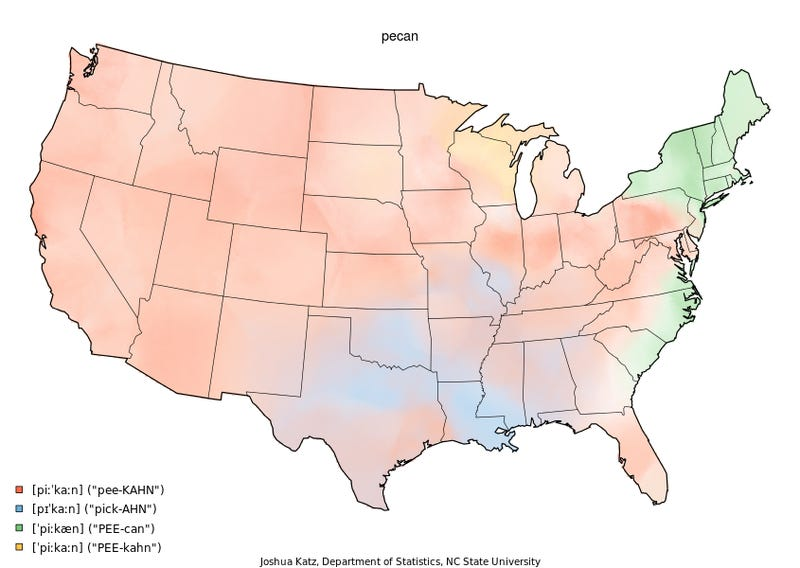 pecan
[piːˈkaːn] ("pee-KAHN")
[pɪˈkaːn] ("pick-AHN")
[ˈpiːkæn] ("PEE-can")
[ˈpiːkaːn] ("PEE-kahn")
Joshua Katz, Department of Statistics, NC State University